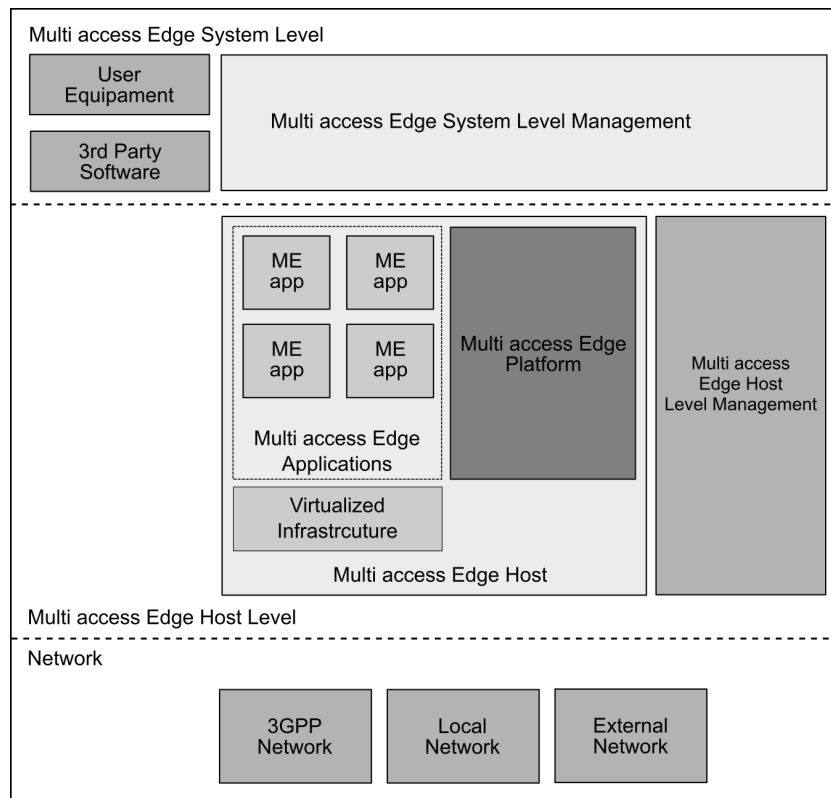 Multi access Edge System Level
User
Equipament
Multi access Edge System Level Management
3rd Party
Software
ME
app
ME
app
ME
app
ME
app
Multi access Edge
Applications
Multi access Edge
Platform
Multi access
Edge Host
Level Management
Virtualized
Infrastrcuture
Multi access Edge Host
Multi access Edge Host Level
Network
3GPP
Network
Local
Network
External
Network